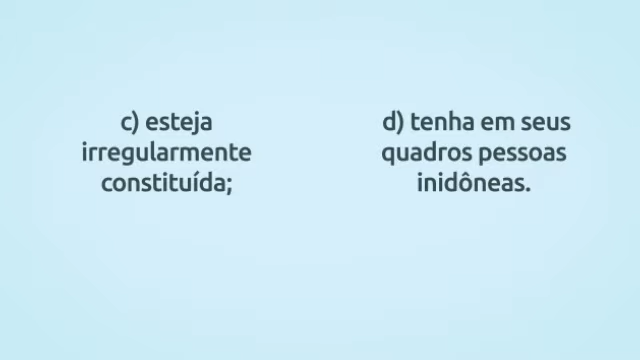 c) esteja
irregularmente
constituída;
d) tenha em seus
quadros pessoas
inidôneas.